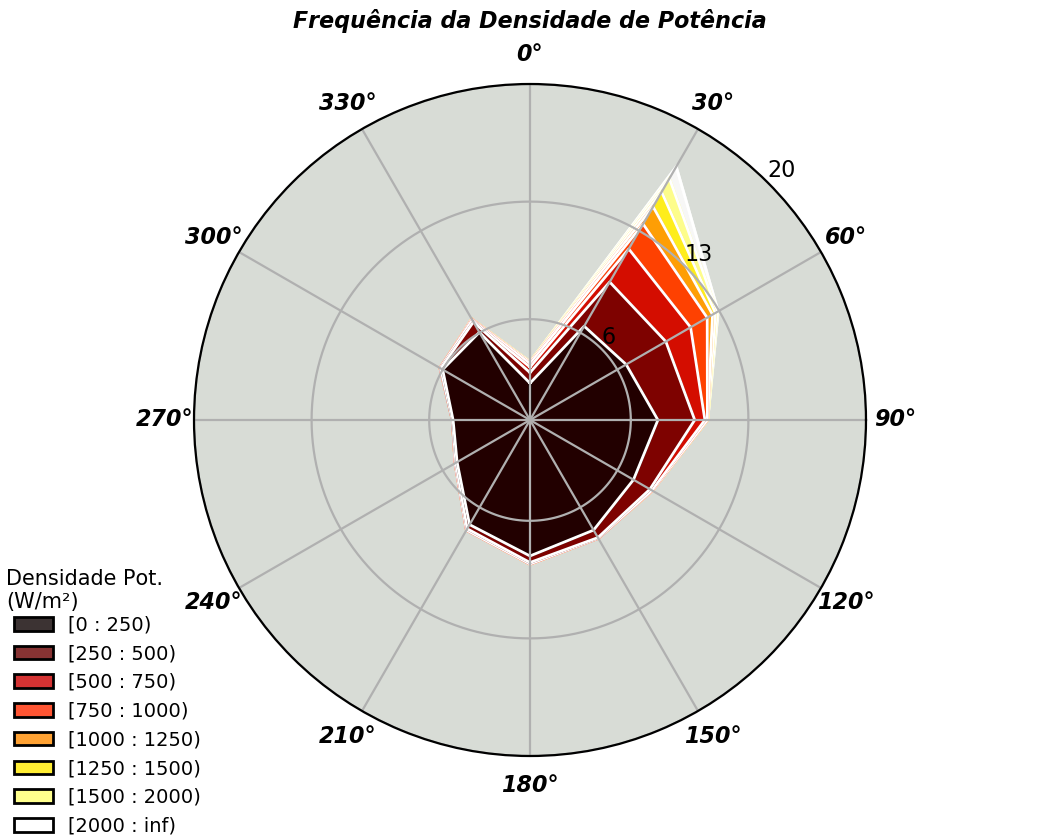 Frequência da Densidade de Potência
0°
330°
30°
20
300°
60°
13
6
270°
90°
240°
120°
210°
150°
180°
Densidade Pot.
(W/m²)
[0 : 250)
[250 : 500)
[500 : 750)
[750 : 1000)
[1000 : 1250)
[1250 : 1500)
[1500 : 2000)
[2000 : inf)